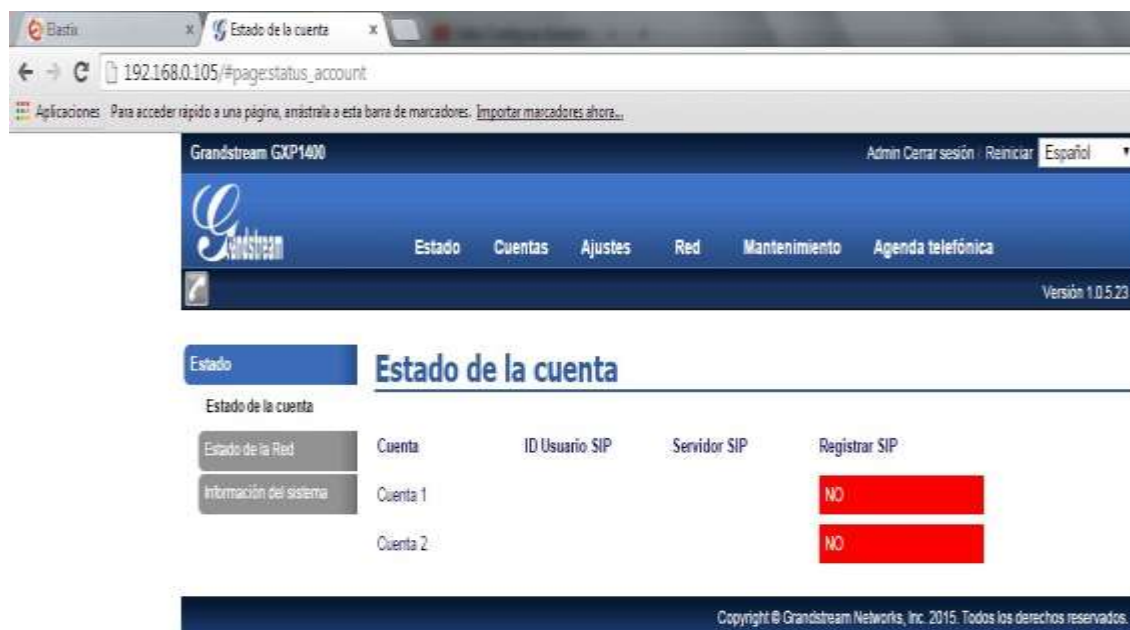 Elastix
Estado de la cuenta
192.168.0.105/#page:status_account
Aplicaciones Para acceder rápido a una página, arrástrala a esta barra de marcadores. Importar marcadores ahora...
Grandstream GXP1400 Admin Cerrar sesión Reiniciar Español
Grandstream
Estado Cuentas Ajustes Red Mantenimiento Agenda telefónica
Versión 1.0.5.23
Estado
Estado de la cuenta
Estado de la cuenta
Estado de la Red
Información del sistema
Cuenta ID Usuario SIP Servidor SIP Registrar SIP
Cuenta 1 NO
Cuenta 2 NO
Copyright © Grandstream Networks, Inc. 2015. Todos los derechos reservados.